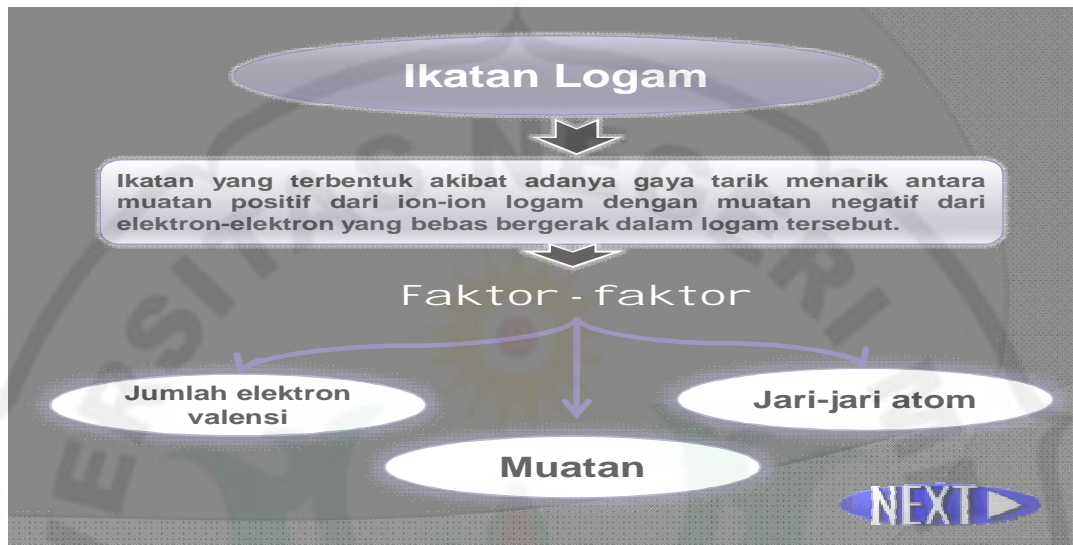 Ikatan Logam
Ikatan yang terbentuk akibat adanya gaya tarik menarik antara
muatan positif dari ion-ion logam dengan muatan negatif dari
elektron-elektron yang bebas bergerak dalam logam tersebut.
Faktor - faktor
Jumlah elektron
valensi
Jari-jari atom
Muatan
NEXT